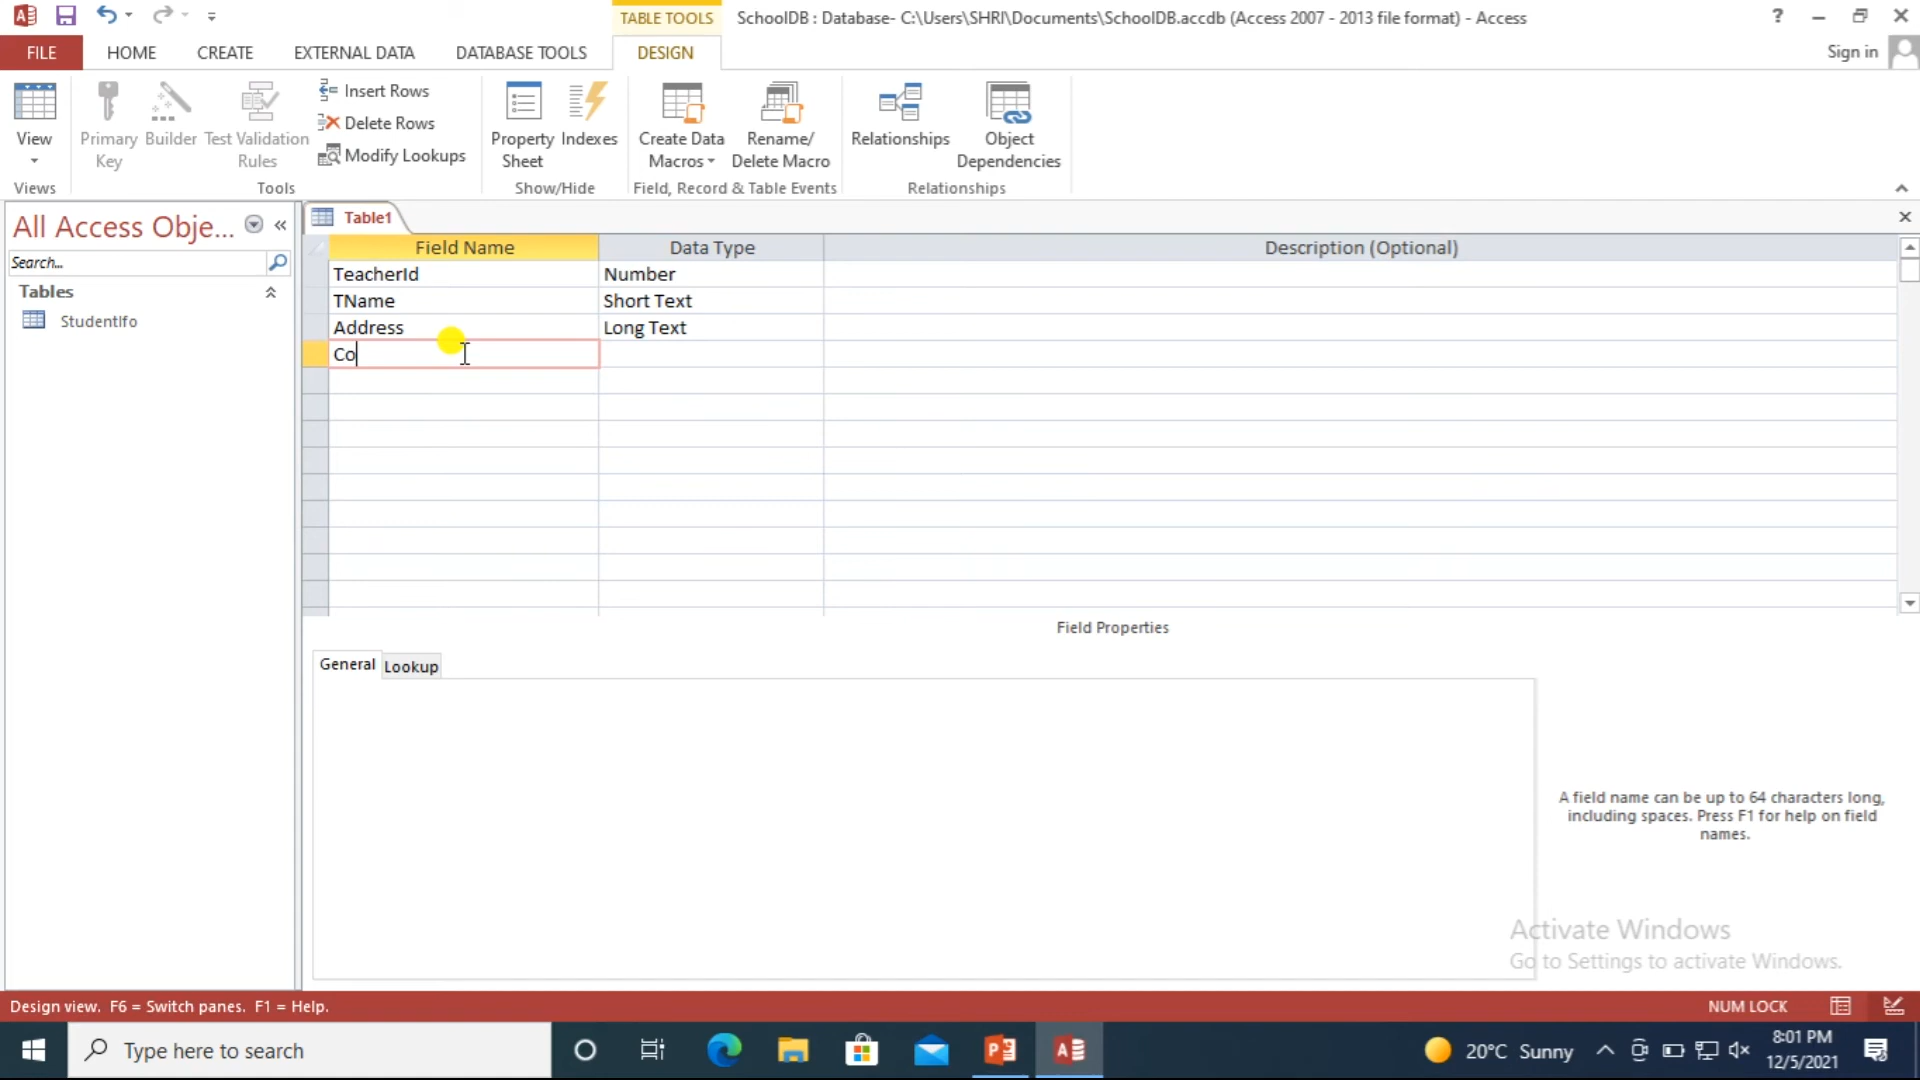 TABLE TOOLS
SchoolDB : Database- C:\Users\SHRI\Documents\SchoolDB.accdb (Access 2007 - 2013 file format) - Access
?
FILE HOME CREATE EXTERNAL DATA DATABASE TOOLS DESIGN
Sign in
View
Primary Key
Builder
Test Validation Rules
Insert Rows
Delete Rows
Modify Lookups
Property Sheet
Indexes
Create Data Macros
Rename/ Delete Macro
Relationships
Object Dependencies
Views
Tools
Show/Hide
Field, Record & Table Events
Relationships
All Access Obje...
Search...
Tables
StudentIfo
Table1
Field Name Data Type Description (Optional)
TeacherId Number
TName Short Text
Address Long Text
Co
Field Properties
General Lookup
A field name can be up to 64 characters long,
including spaces. Press F1 for help on field
names.
Activate Windows
Go to Settings to activate Windows.
Design view. F6 = Switch panes. F1 = Help.
NUM LOCK
Type here to search
20°C Sunny
8:01 PM
12/5/2021